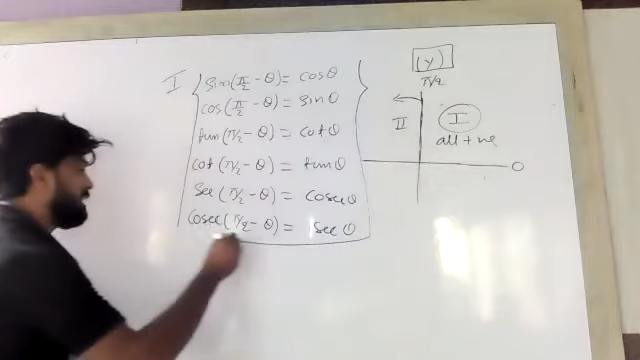 I
sin(π/2 - θ) = cosθ
cos(π/2 - θ) = sinθ
tan(π/2 - θ) = cotθ
cot(π/2 - θ) = tanθ
Sec(π/2 - θ) = Cosecθ
Cosec(π/2 - θ) = Secθ
(y)
π/2
II
I
all +ve
0